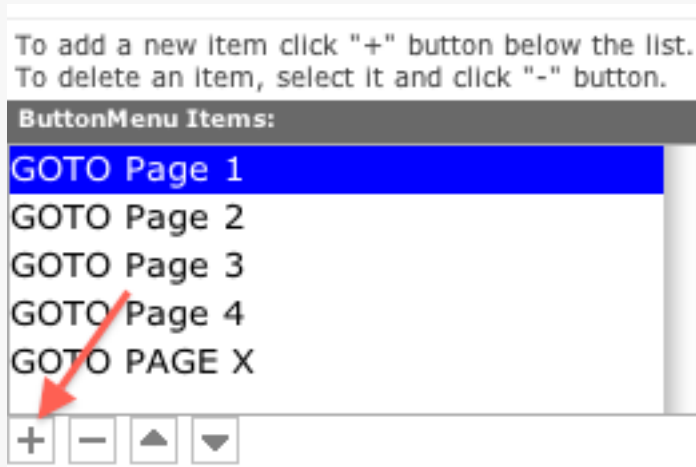 To add a new item click "+" button below the list.
To delete an item, select it and click "-" button.
ButtonMenu Items:
GOTO Page 1
GOTO Page 2
GOTO Page 3
GOTO Page 4
GOTO PAGE X